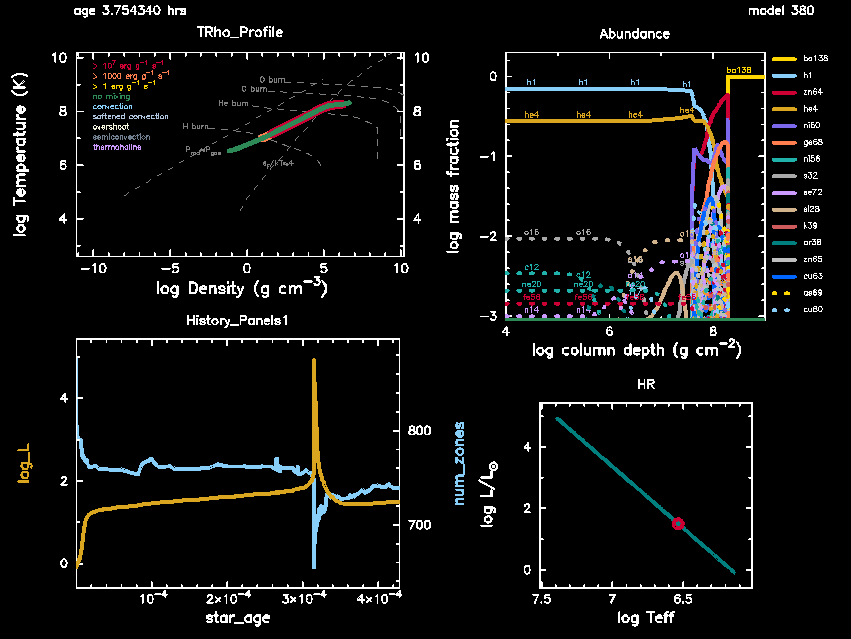 age 3.754340 hrs
model 380
TRho_Profile
> 10⁷ erg g⁻¹ s⁻¹
> 1000 erg g⁻¹ s⁻¹
> 1 erg g⁻¹ s⁻¹
no mixing
convection
softened convection
overshoot
semiconvection
thermohaline
O burn
C burn
He burn
H burn
log Temperature (K)
10
8
6
4
10
8
6
4
−10
−5
0
5
10
log Density (g cm⁻³)
Abundance
ba138
h1 h1 h1 h1
he4 he4 he4 he4
o16 o16
c12 c12
ne20 ne20 ne20
fe56 fe56
n14 n14
log mass fraction
0
−1
−2
−3
4
6
8
log column depth (g cm⁻²)
ba138
h1
zn64
he4
ni60
ge68
ni56
s32
se72
si28
k39
ar38
zn65
cu63
as69
cu60
History_Panels1
log_L
4
2
0
800
700
num_zones
10⁻⁴
2×10⁻⁴
3×10⁻⁴
4×10⁻⁴
star_age
HR
log L/L☉
4
2
0
7.5
7
6.5
log Teff